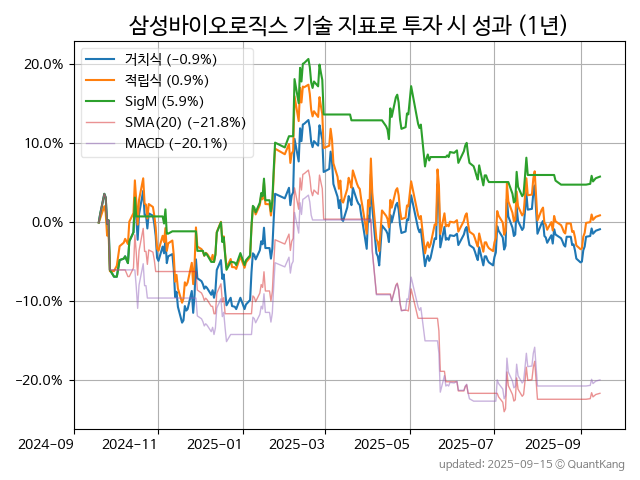 삼성바이오로직스 기술 지표로 투자 시 성과 (1년)
거치식 (−0.9%)
적립식 (0.9%)
SigM (5.9%)
SMA(20) (−21.8%)
MACD (−20.1%)
20.0%
10.0%
0.0%
−10.0%
−20.0%
2024-09 2024-11 2025-01 2025-03 2025-05 2025-07 2025-09
updated: 2025-09-15 ⓒ QuantKang